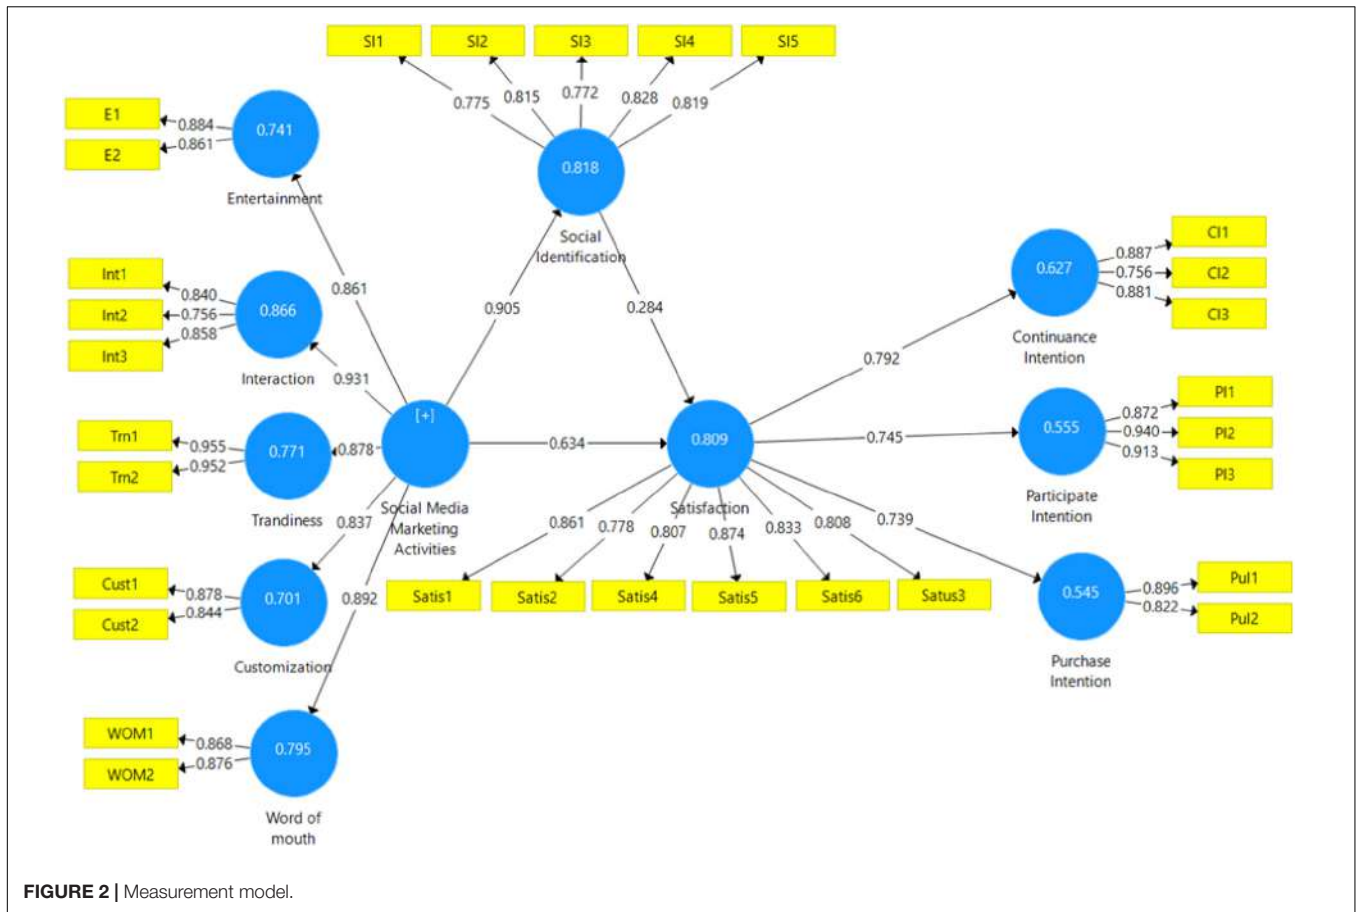 SI1 SI2 SI3 SI4 SI5
0.775 0.815 0.772 0.828 0.819
0.818
Social
Identification
E1
E2
0.884
0.861
0.741
Entertainment
Int1
Int2
Int3
0.840
0.756
0.858
0.866
Interaction
Trn1
Trn2
0.955
0.952
0.771
Trandiness
Cust1
Cust2
0.878
0.844
0.701
Customization
WOM1
WOM2
0.868
0.876
0.795
Word of
mouth
0.861
0.931
0.878
0.837
0.892
[+]
Social Media
Marketing
Activities
0.905
0.284
0.634
0.809
Satisfaction
0.861 0.778 0.807 0.874 0.833 0.808
Satis1 Satis2 Satis4 Satis5 Satis6 Satus3
0.792
0.745
0.739
0.627
Continuance
Intention
0.887
0.756
0.881
CI1
CI2
CI3
0.555
Participate
Intention
0.872
0.940
0.913
PI1
PI2
PI3
0.545
Purchase
Intention
0.896
0.822
PuI1
PuI2
FIGURE 2 | Measurement model.